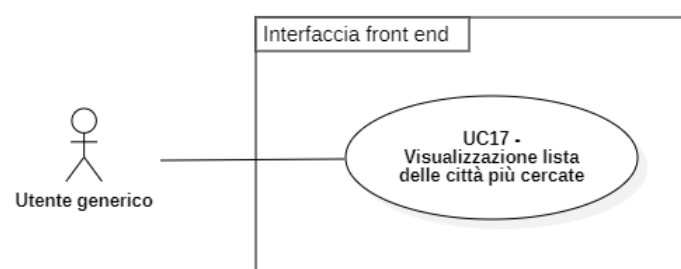 Interfaccia front end
UC17 -
Visualizzazione lista
delle città più cercate
Utente generico